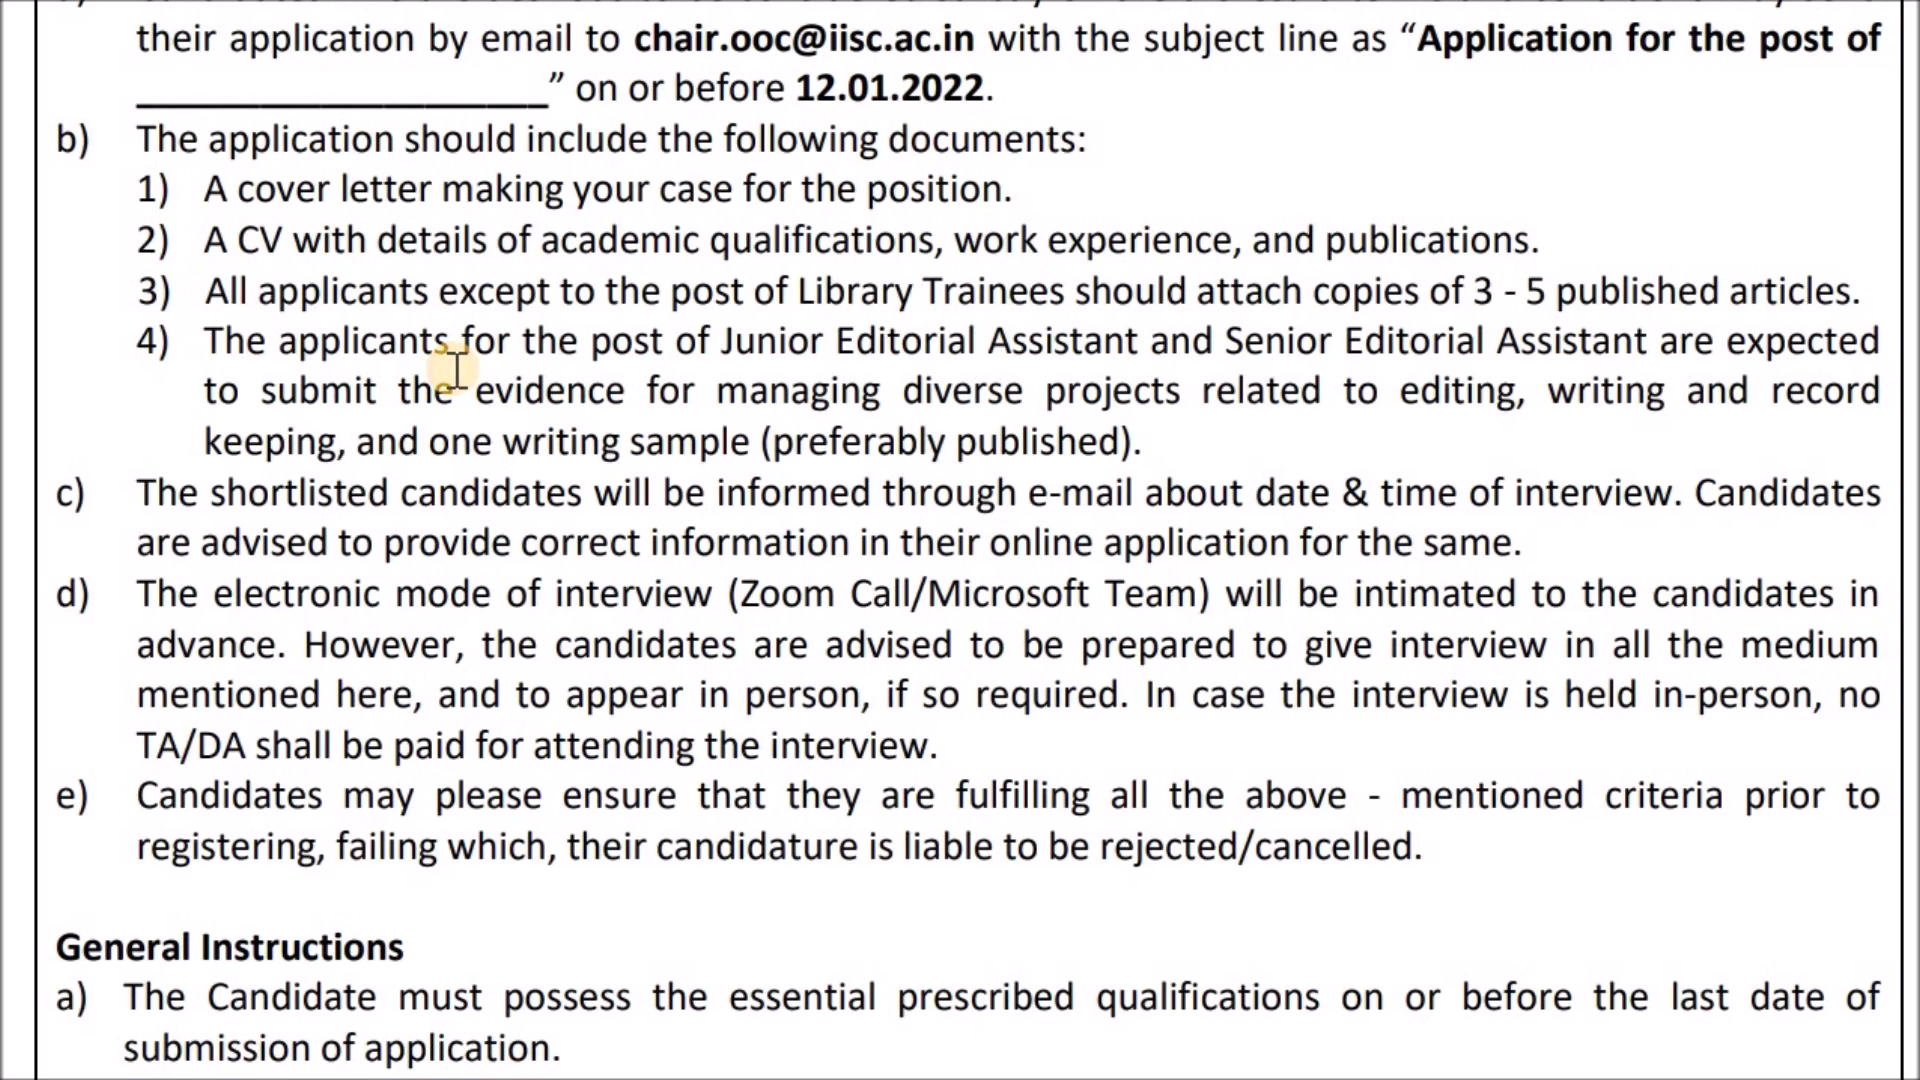 their application by email to chair.ooc@iisc.ac.in with the subject line as “Application for the post of
____________________” on or before 12.01.2022.
b) The application should include the following documents:
1) A cover letter making your case for the position.
2) A CV with details of academic qualifications, work experience, and publications.
3) All applicants except to the post of Library Trainees should attach copies of 3 - 5 published articles.
4) The applicants for the post of Junior Editorial Assistant and Senior Editorial Assistant are expected
to submit the evidence for managing diverse projects related to editing, writing and record
keeping, and one writing sample (preferably published).
c) The shortlisted candidates will be informed through e-mail about date & time of interview. Candidates
are advised to provide correct information in their online application for the same.
d) The electronic mode of interview (Zoom Call/Microsoft Team) will be intimated to the candidates in
advance. However, the candidates are advised to be prepared to give interview in all the medium
mentioned here, and to appear in person, if so required. In case the interview is held in-person, no
TA/DA shall be paid for attending the interview.
e) Candidates may please ensure that they are fulfilling all the above - mentioned criteria prior to
registering, failing which, their candidature is liable to be rejected/cancelled.
General Instructions
a) The Candidate must possess the essential prescribed qualifications on or before the last date of
submission of application.